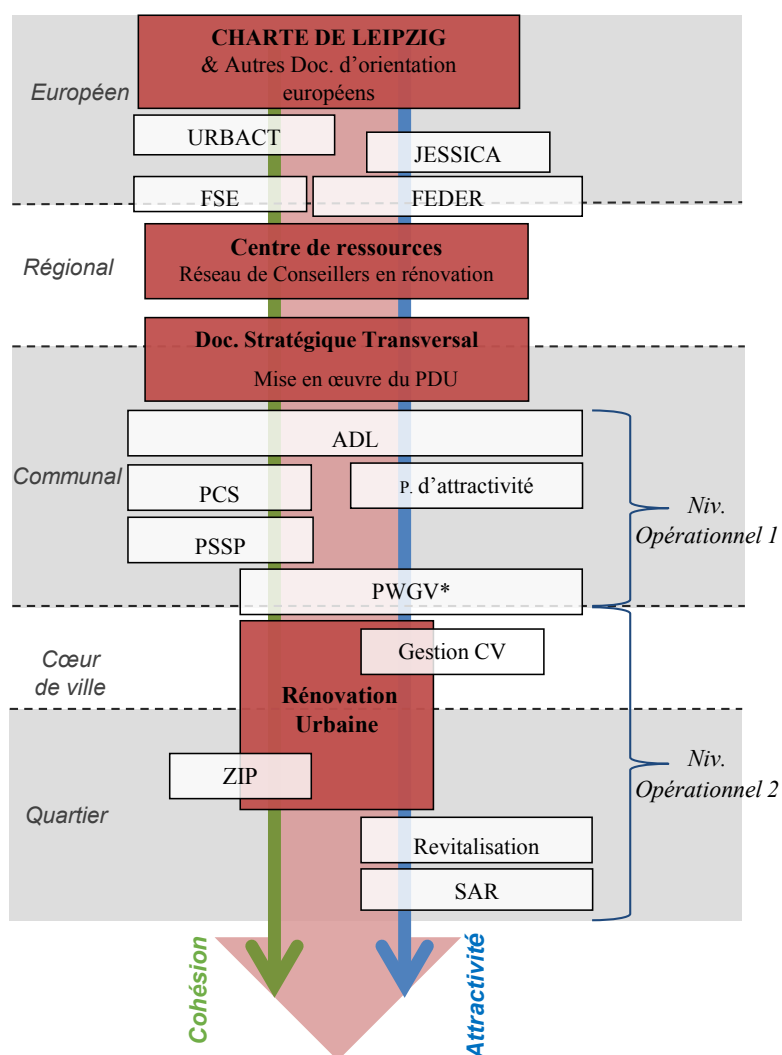 CHARTE DE LEIPZIG
& Autres Doc. d’orientation
européens
Européen
URBACT
JESSICA
FSE
FEDER
Centre de ressources
Réseau de Conseillers en rénovation
Régional
Doc. Stratégique Transversal
Mise en œuvre du PDU
ADL
Communal
PCS
P. d’attractivité
PSSP
Niv.
Opérationnel 1
PWGV*
Gestion CV
Cœur
de ville
Rénovation
Urbaine
ZIP
Niv.
Opérationnel 2
Quartier
Revitalisation
SAR
Cohésion
Attractivité